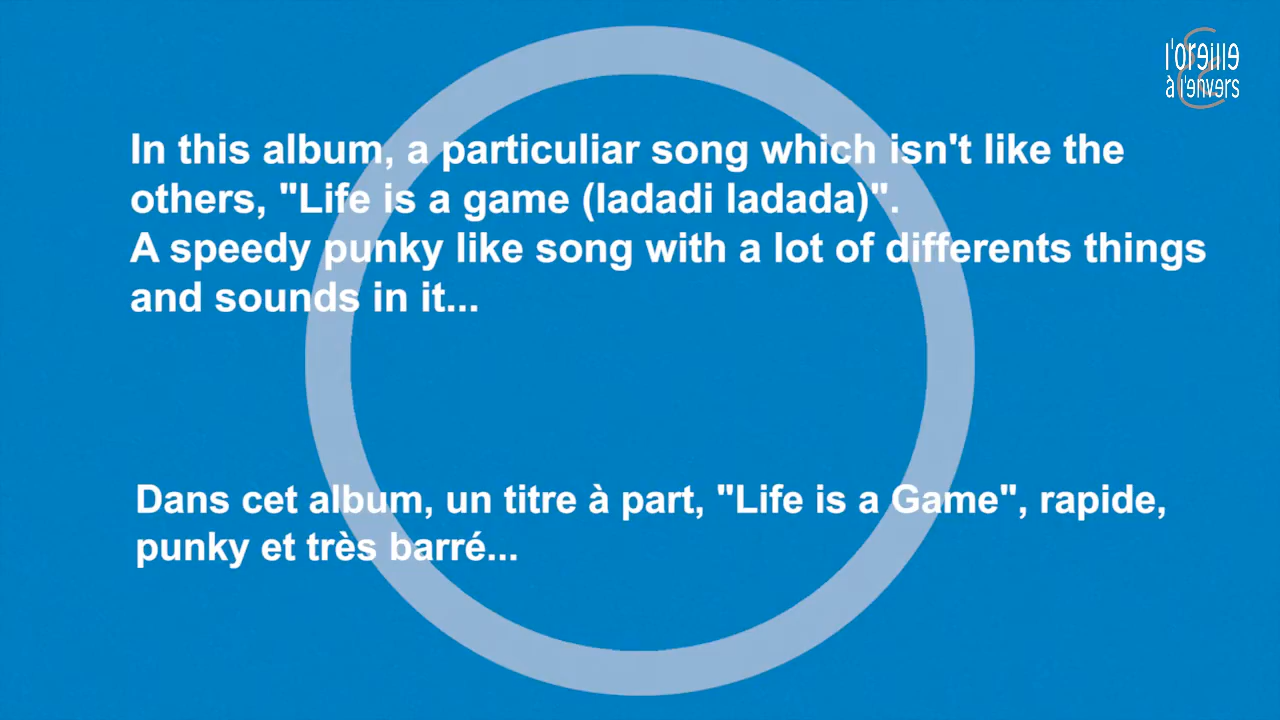 l'oreille
à l'envers
In this album, a particuliar song which isn't like the
others, "Life is a game (ladadi ladada)".
A speedy punky like song with a lot of differents things
and sounds in it...
Dans cet album, un titre à part, "Life is a Game", rapide,
punky et très barré...